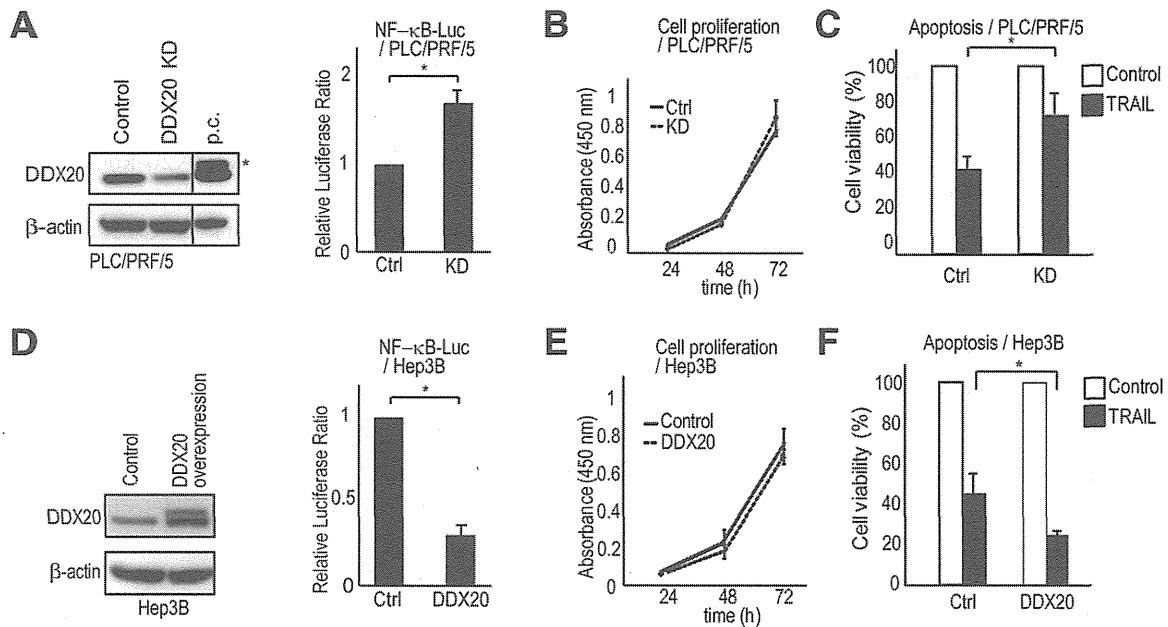 A
Control
DDX20 KD
p.c.
DDX20
*
β-actin
PLC/PRF/5
NF-κB-Luc
/ PLC/PRF/5
Relative Luciferase Ratio
2
1
0
*
Ctrl
KD
B
Cell proliferation
/ PLC/PRF/5
Absorbance (450 nm)
1
0.8
0.6
0.4
0.2
0
Ctrl
KD
24
48
72
time (h)
C
Apoptosis / PLC/PRF/5
*
Cell viability (%)
100
80
60
40
20
0
Control
TRAIL
Ctrl
KD
D
Control
DDX20
overexpression
DDX20
β-actin
Hep3B
NF-κB-Luc
/ Hep3B
Relative Luciferase Ratio
1
0.5
0
*
Ctrl
DDX20
E
Cell proliferation
/ Hep3B
Absorbance (450 nm)
1
0.8
0.6
0.4
0.2
0
Control
DDX20
24
48
72
time (h)
F
Apoptosis / Hep3B
*
Cell viability (%)
100
80
60
40
20
0
Control
TRAIL
Ctrl
DDX20